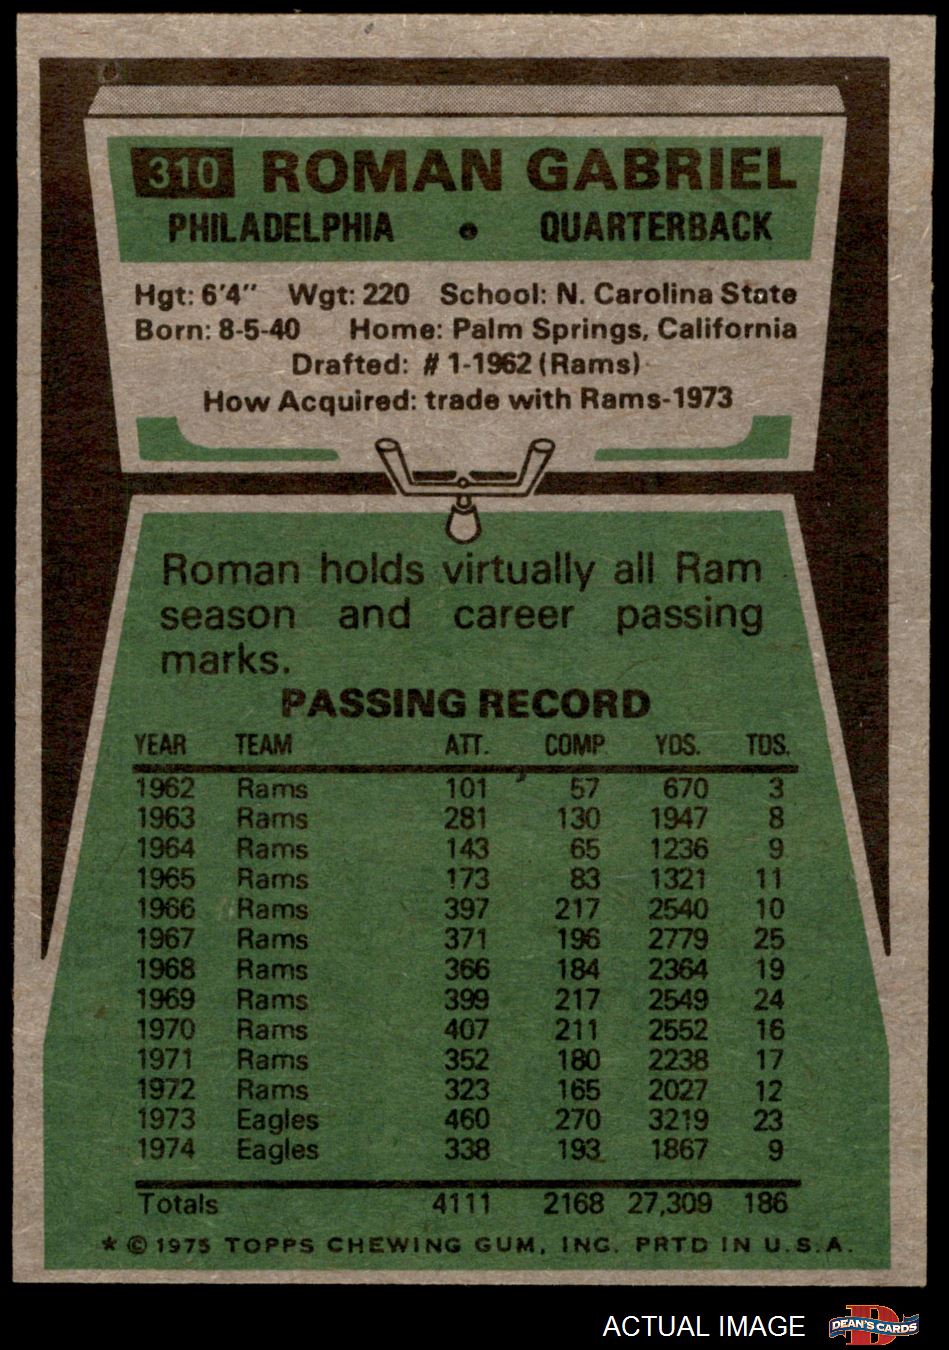 310 ROMAN GABRIEL
PHILADELPHIA • QUARTERBACK
Hgt: 6'4" Wgt: 220 School: N. Carolina State
Born: 8-5-40 Home: Palm Springs, California
Drafted: #1-1962 (Rams)
How Acquired: trade with Rams-1973
Roman holds virtually all Ram
season and career passing
marks.
PASSING RECORD
YEAR TEAM ATT. COMP. YDS. TDS.
1962 Rams 101 57 670 3
1963 Rams 281 130 1947 8
1964 Rams 143 65 1236 9
1965 Rams 173 83 1321 11
1966 Rams 397 217 2540 10
1967 Rams 371 196 2779 25
1968 Rams 366 184 2364 19
1969 Rams 399 217 2549 24
1970 Rams 407 211 2552 16
1971 Rams 352 180 2238 17
1972 Rams 323 165 2027 12
1973 Eagles 460 270 3219 23
1974 Eagles 338 193 1867 9
Totals 4111 2168 27,309 186
* © 1975 TOPPS CHEWING GUM, INC. PRTD IN U.S.A.
ACTUAL IMAGE
D
DEAN'S CARDS